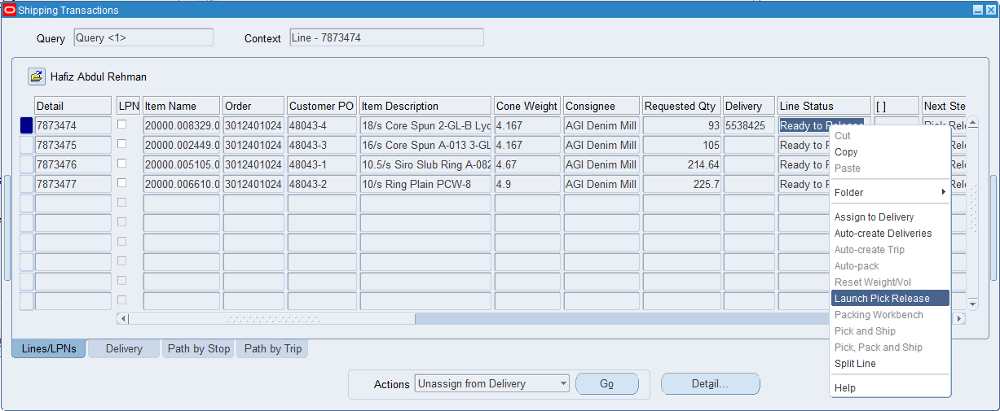 Shipping Transactions
Query Query <1> Context Line - 7873474
Hafiz Abdul Rehman
Detail LPN Item Name Order Customer PO Item Description Cone Weight Consignee Requested Qty Delivery Line Status [ ] Next Ste
7873474 20000.008329.0 3012401024 48043-4 18/s Core Spun 2-GL-B Lyc 4.167 AGI Denim Mill 93 5538425 Ready to Release
7873475 20000.002449.0 3012401024 48043-3 16/s Core Spun A-013 3-GL 4.167 AGI Denim Mill 105 Ready to
7873476 20000.005105.0 3012401024 48043-1 10.5/s Siro Slub Ring A-082 4.67 AGI Denim Mill 214.64 Ready to
7873477 20000.006610.0 3012401024 48043-2 10/s Ring Plain PCW-8 4.9 AGI Denim Mill 225.7 Ready to
Cut
Copy
Paste
Folder
Assign to Delivery
Auto-create Deliveries
Auto-create Trip
Auto-pack
Reset Weight/Vol
Launch Pick Release
Packing Workbench
Pick and Ship
Pick, Pack and Ship
Split Line
Help
Lines/LPNs Delivery Path by Stop Path by Trip
Actions Unassign from Delivery Go Detail...